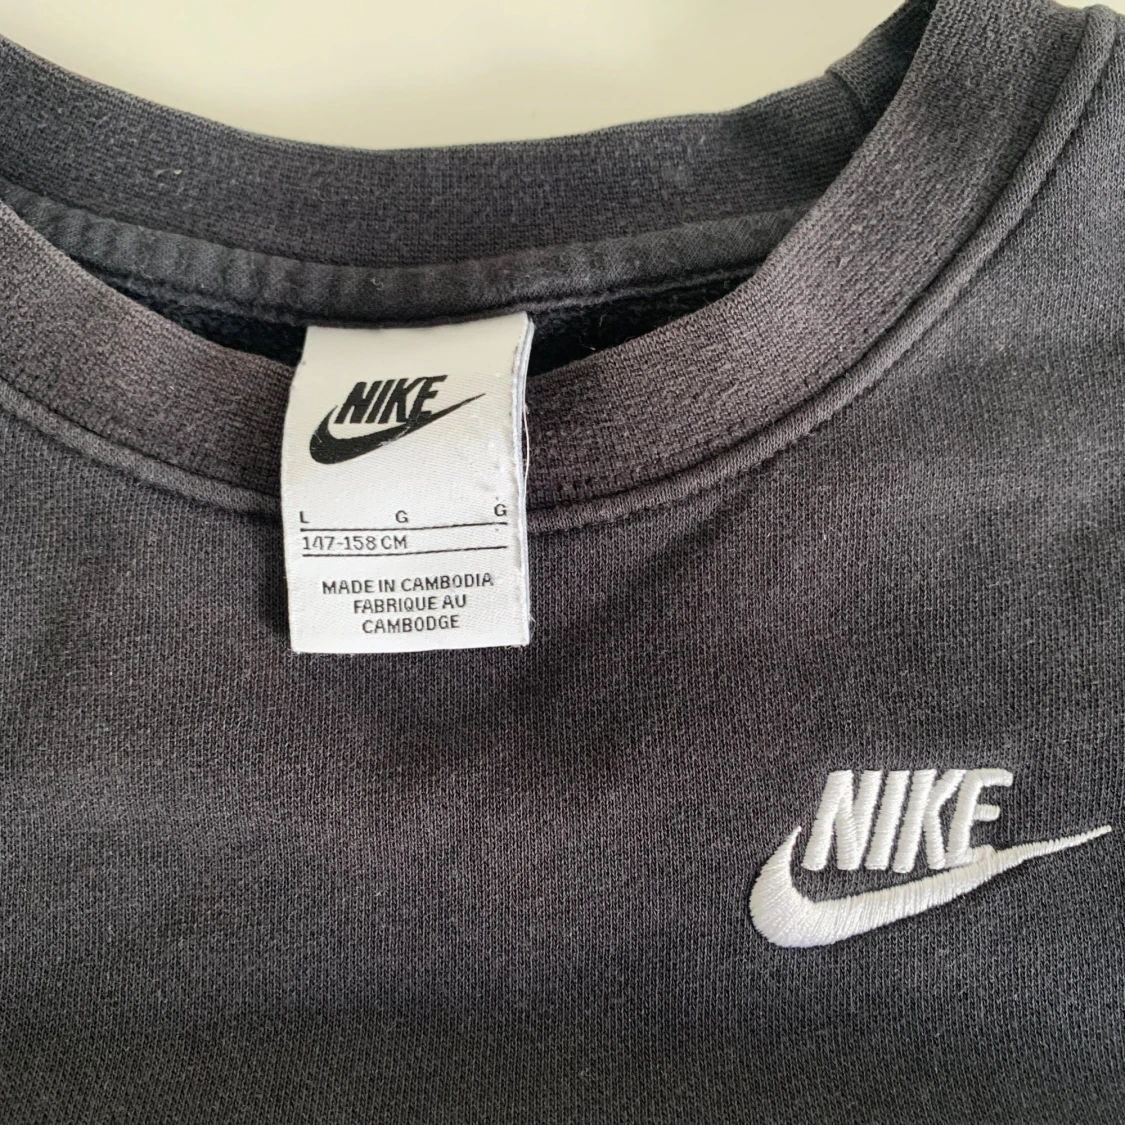 NIKE
L G G
147-158 CM
MADE IN CAMBODIA
FABRIQUE AU
CAMBODGE
NIKE